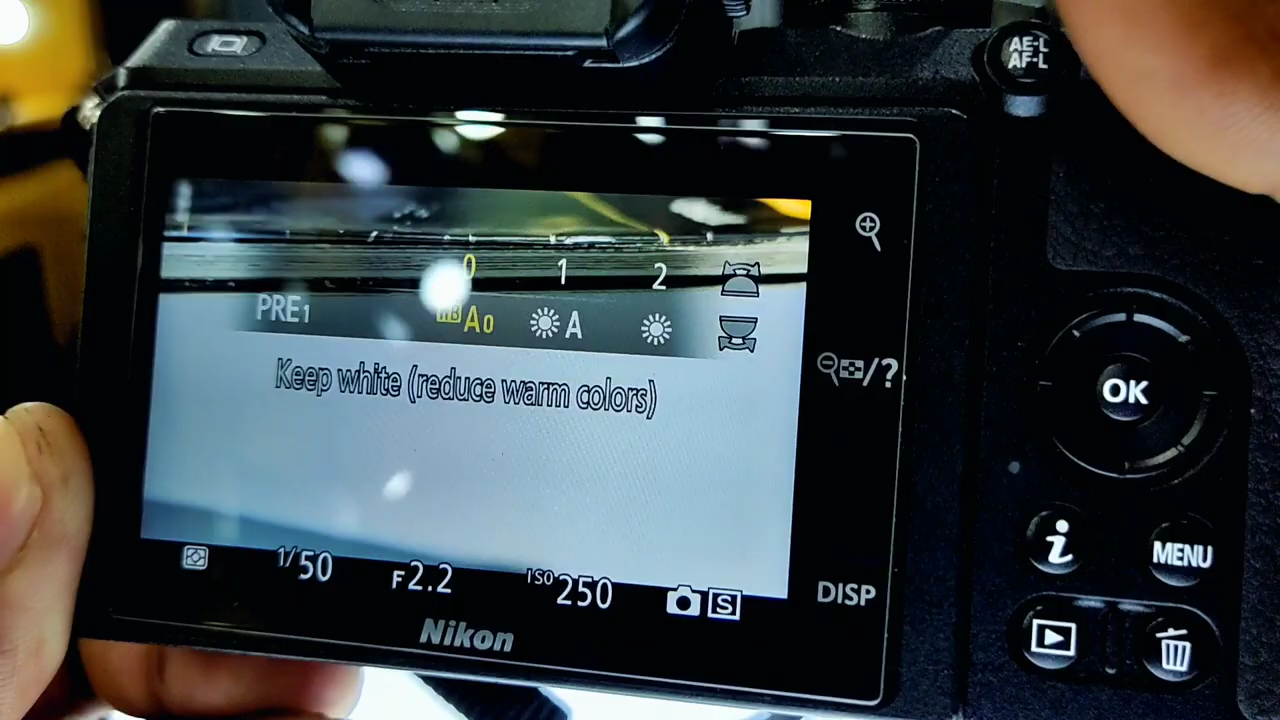 AE-L
AF-L
0 1 2
PRE1 A0 A
Keep white (reduce warm colors)
/?
OK
1/50 F2.2 ISO 250 S
DISP
i
MENU
Nikon